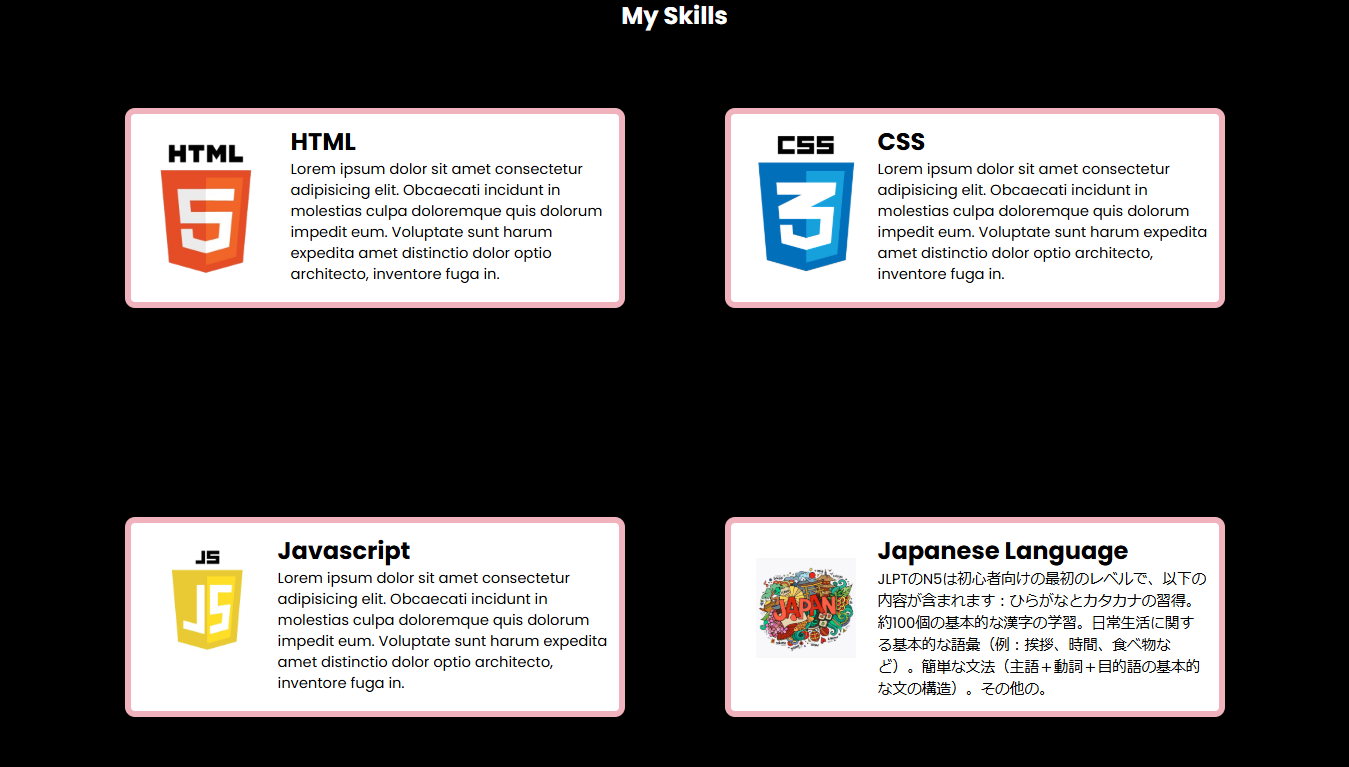 My Skills
HTML
HTML
Lorem ipsum dolor sit amet consectetur
adipisicing elit. Obcaecati incidunt in
molestias culpa doloremque quis dolorum
impedit eum. Voluptate sunt harum
expedita amet distinctio dolor optio
architecto, inventore fuga in.
CSS
3
CSS
Lorem ipsum dolor sit amet consectetur
adipisicing elit. Obcaecati incidunt in
molestias culpa doloremque quis dolorum
impedit eum. Voluptate sunt harum expedita
amet distinctio dolor optio architecto,
inventore fuga in.
JS
JS
Javascript
Lorem ipsum dolor sit amet consectetur
adipisicing elit. Obcaecati incidunt in
molestias culpa doloremque quis dolorum
impedit eum. Voluptate sunt harum expedita
amet distinctio dolor optio architecto,
inventore fuga in.
JAPAN
Japanese Language
JLPTのN5は初心者向けの最初のレベルで、以下の
内容が含まれます：ひらがなとカタカナの習得。
約100個の基本的な漢字の学習。日常生活に関す
る基本的な語彙（例：挨拶、時間、食べ物な
ど）。簡単な文法（主語＋動詞＋目的語の基本的
な文の構造）。その他の。